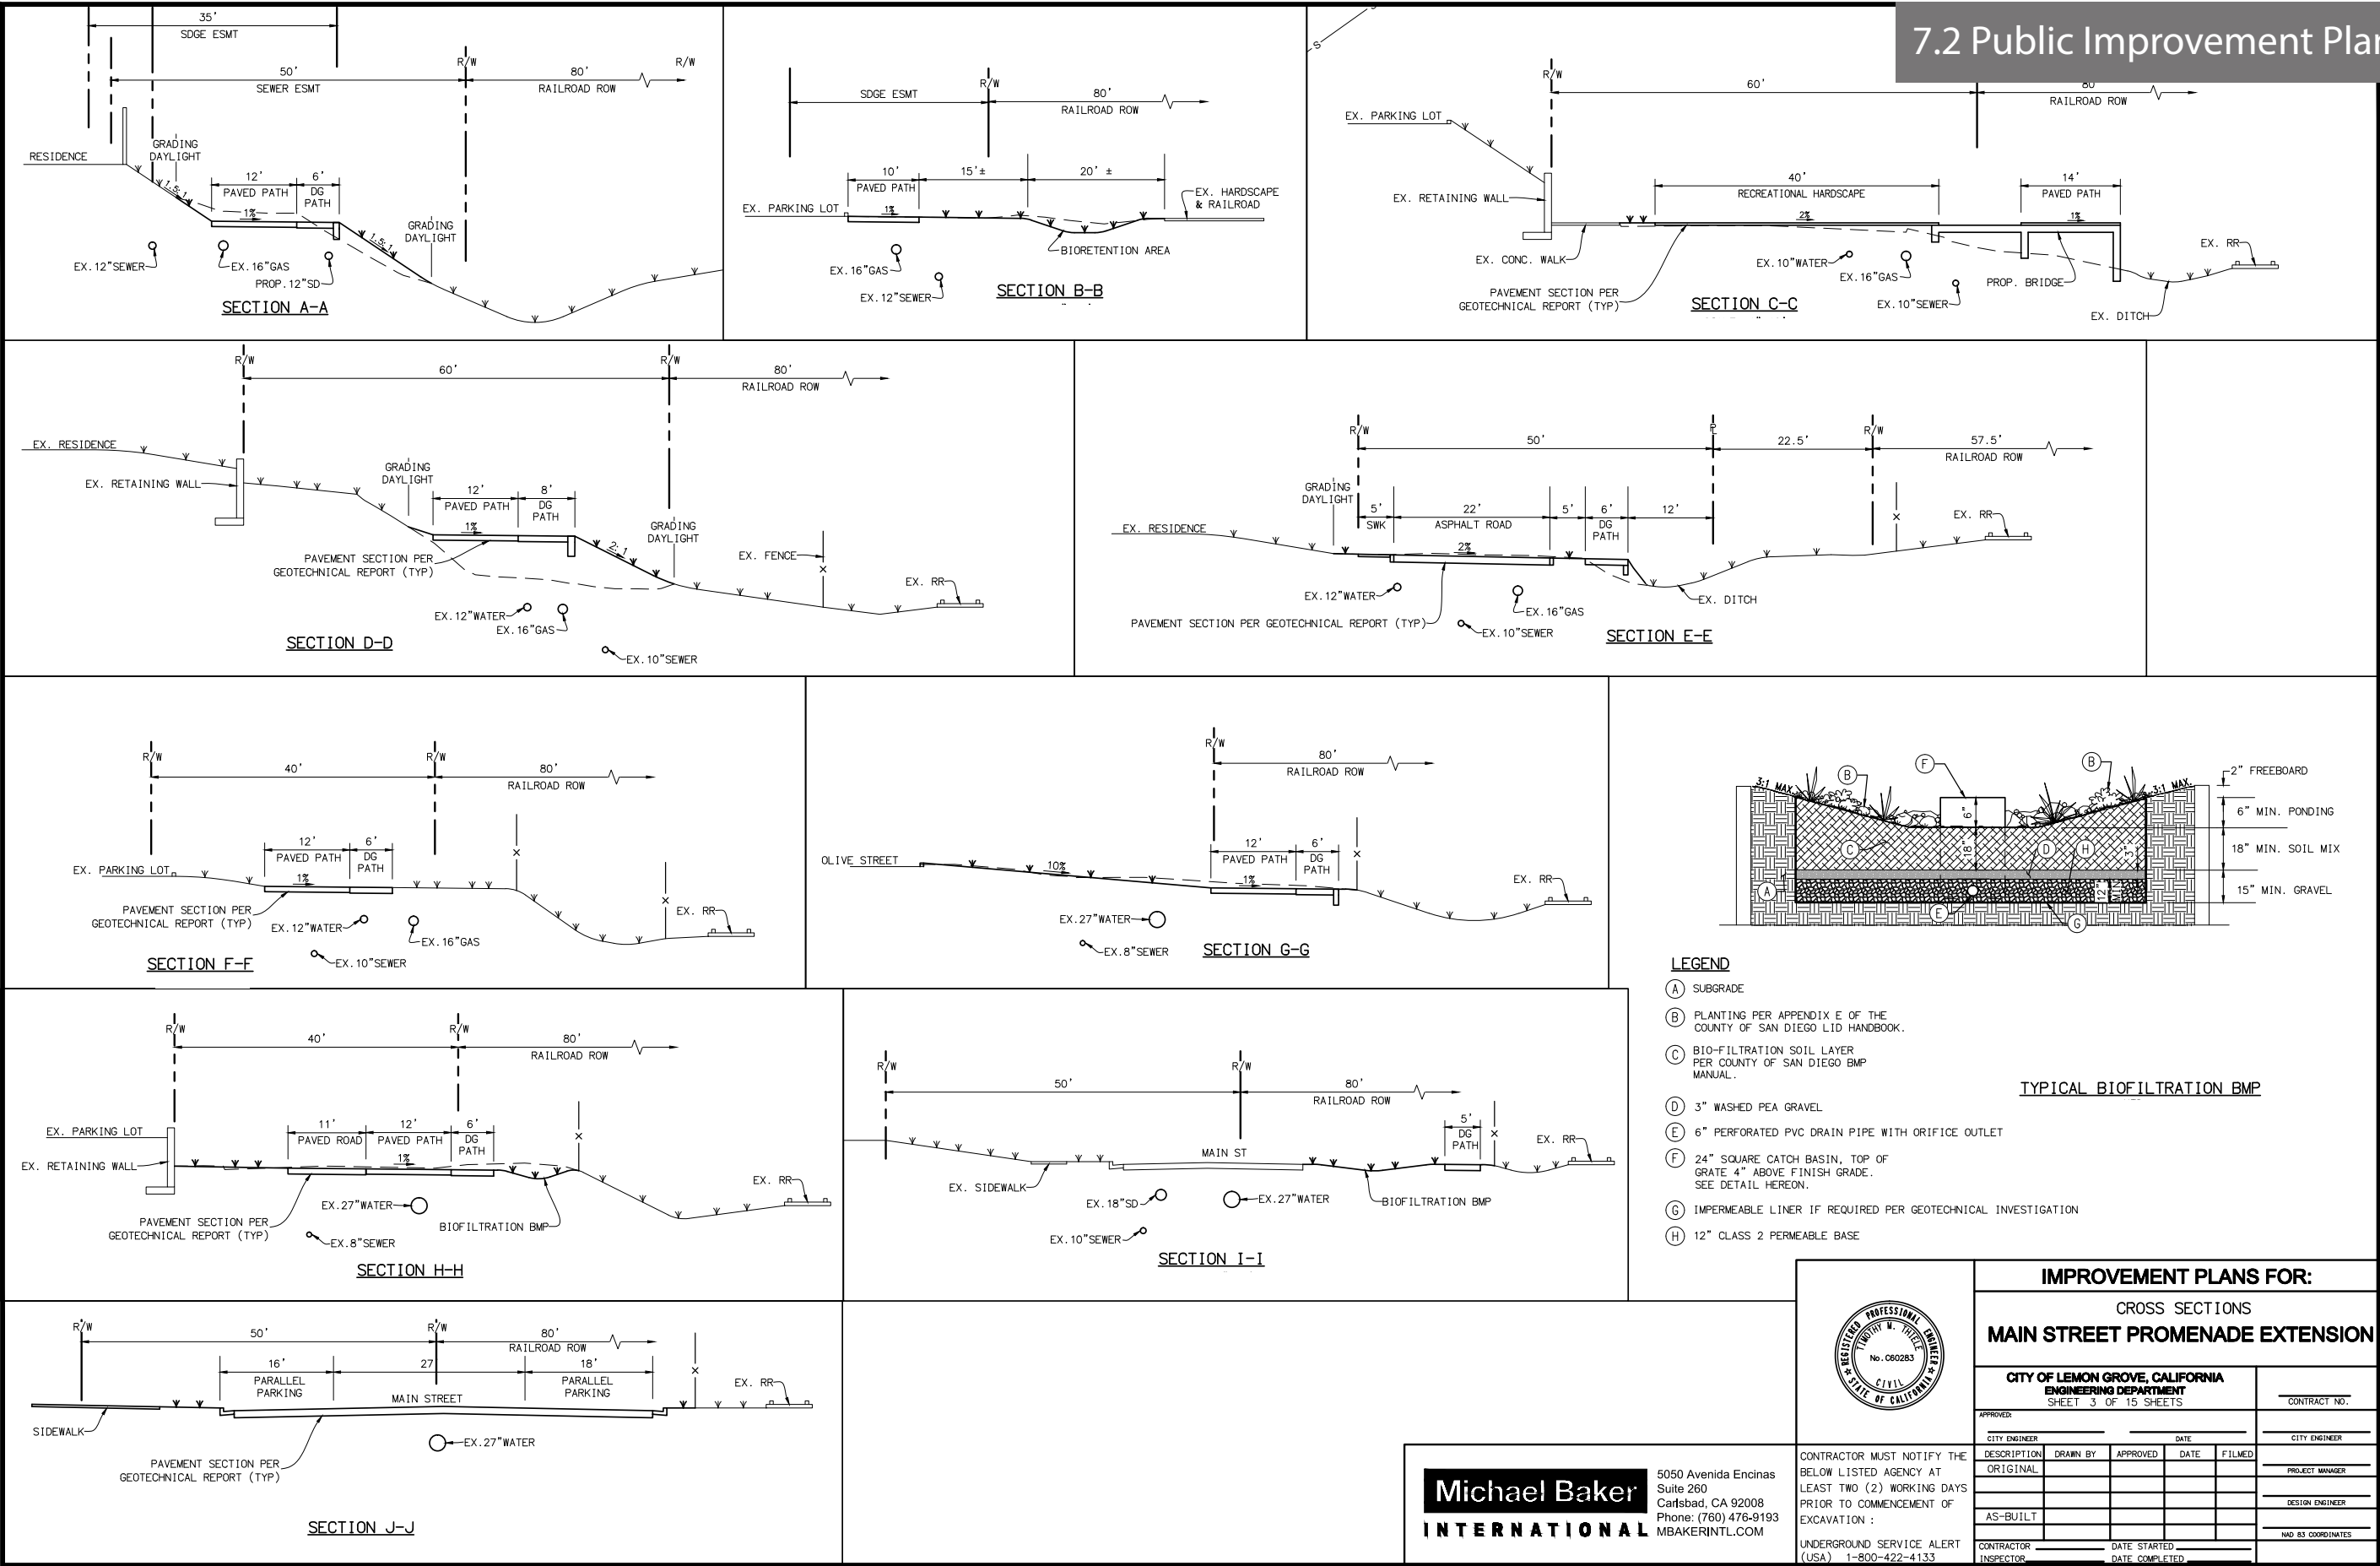 7.2 Public Improvement Plan
35'
SDGE ESMT
R/W
R/W
50'
SEWER ESMT
80'
RAILROAD ROW
RESIDENCE
GRADING
DAYLIGHT
1.5:1
12'
PAVED PATH
6'
DG
PATH
1%
GRADING
DAYLIGHT
1.5:1
EX.12"SEWER
EX.16"GAS
PROP.12"SD
SECTION A-A
R/W
SDGE ESMT
80'
RAILROAD ROW
10'
PAVED PATH
15'±
20' ±
EX. PARKING LOT
1%
EX. HARDSCAPE
& RAILROAD
BIORETENTION AREA
EX.16"GAS
EX.12"SEWER
SECTION B-B
S
R/W
60'
80'
RAILROAD ROW
EX. PARKING LOT
EX. RETAINING WALL
40'
RECREATIONAL HARDSCAPE
14'
PAVED PATH
2%
1%
EX. RR
EX. CONC. WALK
EX.10"WATER
EX.16"GAS
PROP. BRIDGE
PAVEMENT SECTION PER
GEOTECHNICAL REPORT (TYP)
EX.10"SEWER
EX. DITCH
SECTION C-C
R/W
R/W
60'
80'
RAILROAD ROW
EX. RESIDENCE
EX. RETAINING WALL
GRADING
DAYLIGHT
12'
PAVED PATH
8'
DG
PATH
1%
2:1
GRADING
DAYLIGHT
PAVEMENT SECTION PER
GEOTECHNICAL REPORT (TYP)
EX. FENCE
X
EX. RR
EX.12"WATER
EX.16"GAS
EX.10"SEWER
SECTION D-D
R/W
PL
R/W
50'
22.5'
57.5'
RAILROAD ROW
GRADING
DAYLIGHT
5'
SWK
22'
ASPHALT ROAD
5'
6'
DG
PATH
12'
X
EX. RR
EX. RESIDENCE
2%
EX. DITCH
EX.12"WATER
EX.16"GAS
PAVEMENT SECTION PER GEOTECHNICAL REPORT (TYP)
EX.10"SEWER
SECTION E-E
R/W
R/W
40'
80'
RAILROAD ROW
12'
PAVED PATH
6'
DG
PATH
X
X
EX. PARKING LOT
1%
PAVEMENT SECTION PER
GEOTECHNICAL REPORT (TYP)
EX.12"WATER
EX.16"GAS
EX.10"SEWER
EX. RR
SECTION F-F
R/W
80'
RAILROAD ROW
OLIVE STREET
10%
12'
PAVED PATH
6'
DG
PATH
X
1%
EX. RR
EX.27"WATER
EX.8"SEWER
SECTION G-G
B
F
B
3:1 MAX.
3:1 MAX.
2" FREEBOARD
6" MIN. PONDING
18" MIN. SOIL MIX
15" MIN. GRAVEL
6"
18"
3"
12"
MIN
C
D
H
A
E
G
LEGEND
A SUBGRADE
B PLANTING PER APPENDIX E OF THE
COUNTY OF SAN DIEGO LID HANDBOOK.
C BIO-FILTRATION SOIL LAYER
PER COUNTY OF SAN DIEGO BMP
MANUAL.
TYPICAL BIOFILTRATION BMP
D 3" WASHED PEA GRAVEL
E 6" PERFORATED PVC DRAIN PIPE WITH ORIFICE OUTLET
F 24" SQUARE CATCH BASIN, TOP OF
GRATE 4" ABOVE FINISH GRADE.
SEE DETAIL HEREON.
G IMPERMEABLE LINER IF REQUIRED PER GEOTECHNICAL INVESTIGATION
H 12" CLASS 2 PERMEABLE BASE
R/W
R/W
40'
80'
RAILROAD ROW
EX. PARKING LOT
EX. RETAINING WALL
11'
PAVED ROAD
12'
PAVED PATH
6'
DG
PATH
X
1%
EX. RR
EX.27"WATER
BIOFILTRATION BMP
PAVEMENT SECTION PER
GEOTECHNICAL REPORT (TYP)
EX.8"SEWER
SECTION H-H
R/W
R/W
50'
80'
RAILROAD ROW
5'
DG
PATH
X
EX. RR
MAIN ST
EX. SIDEWALK
EX.18"SD
EX.27"WATER
BIOFILTRATION BMP
EX.10"SEWER
SECTION I-I
R/W
R/W
50'
80'
RAILROAD ROW
16'
PARALLEL
PARKING
27
18'
PARALLEL
PARKING
X
MAIN STREET
EX. RR
SIDEWALK
EX.27"WATER
PAVEMENT SECTION PER
GEOTECHNICAL REPORT (TYP)
SECTION J-J
Michael Baker
INTERNATIONAL
5050 Avenida Encinas
Suite 260
Carlsbad, CA 92008
Phone: (760) 476-9193
MBAKERINTL.COM
REGISTERED PROFESSIONAL ENGINEER
TIMOTHY M. THIELE
No. C60283
CIVIL
STATE OF CALIFORNIA
CONTRACTOR MUST NOTIFY THE
BELOW LISTED AGENCY AT
LEAST TWO (2) WORKING DAYS
PRIOR TO COMMENCEMENT OF
EXCAVATION :
UNDERGROUND SERVICE ALERT
(USA) 1-800-422-4133
IMPROVEMENT PLANS FOR:
CROSS SECTIONS
MAIN STREET PROMENADE EXTENSION
CITY OF LEMON GROVE, CALIFORNIA
ENGINEERING DEPARTMENT
SHEET 3 OF 15 SHEETS
CONTRACT NO.
APPROVED:
CITY ENGINEER DATE
CITY ENGINEER
DESCRIPTION DRAWN BY APPROVED DATE FILMED
ORIGINAL
PROJECT MANAGER
DESIGN ENGINEER
AS-BUILT
NAD 83 COORDINATES
CONTRACTOR DATE STARTED
INSPECTOR DATE COMPLETED